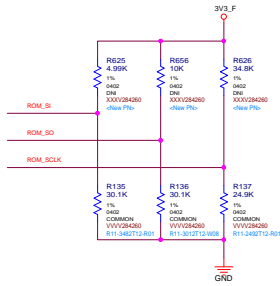 3V3_F
R625
4.99K
1%
0402
DNI
XXXV284260
<New PN>
R656
10K
1%
0402
DNI
XXXV284260
<New PN>
R626
34.8K
1%
0402
DNI
XXXV284260
<New PN>
ROM_SI
ROM_SO
ROM_SCLK
R135
30.1K
1%
0402
COMMON
VVVV284260
R11-3482T12-R01
R136
30.1K
1%
0402
COMMON
VVVV284260
R11-3012T12-W08
R137
24.9K
1%
0402
COMMON
VVVV284260
R11-2492T12-R01
GND